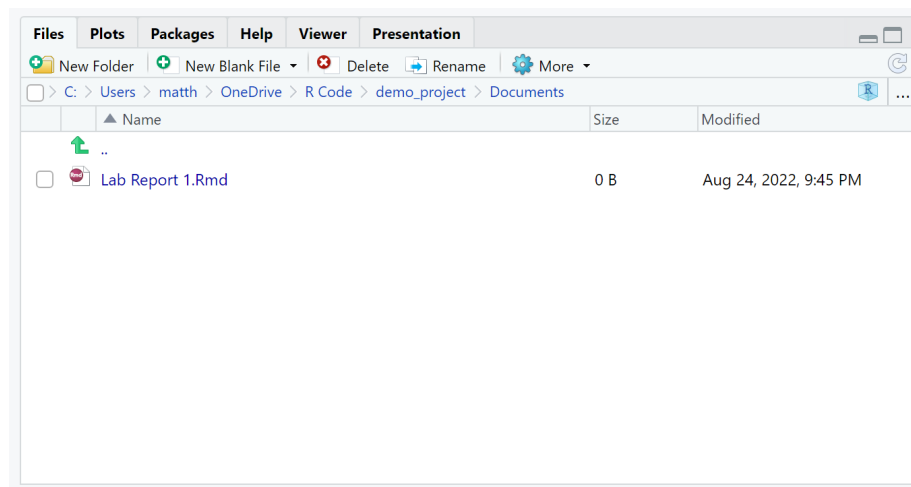 Files Plots Packages Help Viewer Presentation
New Folder New Blank File Delete Rename More
C: > Users > matth > OneDrive > R Code > demo_project > Documents R ...
Name Size Modified
..
Rmd Lab Report 1.Rmd 0 B Aug 24, 2022, 9:45 PM